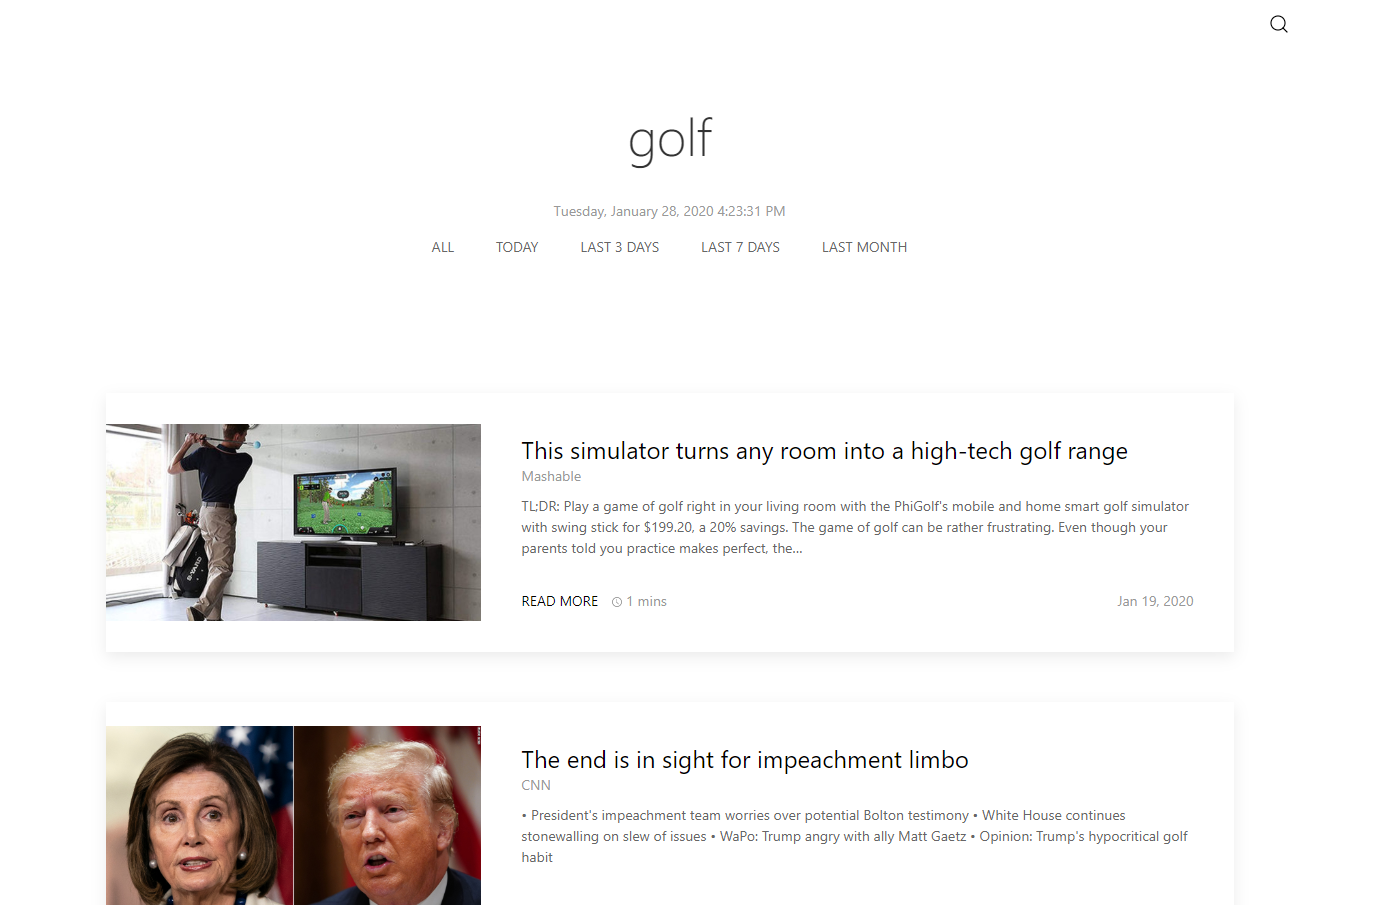 golf
Tuesday, January 28, 2020 4:23:31 PM
ALL TODAY LAST 3 DAYS LAST 7 DAYS LAST MONTH
This simulator turns any room into a high-tech golf range
Mashable
TL;DR: Play a game of golf right in your living room with the PhiGolf's mobile and home smart golf simulator
with swing stick for $199.20, a 20% savings. The game of golf can be rather frustrating. Even though your
parents told you practice makes perfect, the...
READ MORE 1 mins Jan 19, 2020
The end is in sight for impeachment limbo
CNN
• President's impeachment team worries over potential Bolton testimony • White House continues
stonewalling on slew of issues • WaPo: Trump angry with ally Matt Gaetz • Opinion: Trump's hypocritical golf
habit